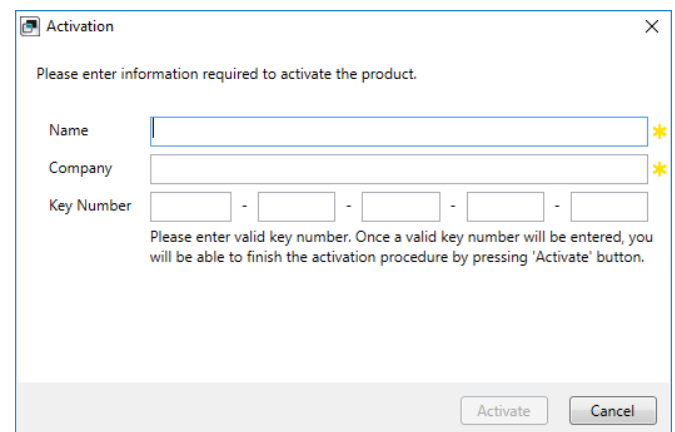 Activation
Please enter information required to activate the product.
Name
Company
Key Number - - - -
Please enter valid key number. Once a valid key number will be entered, you
will be able to finish the activation procedure by pressing 'Activate' button.
Activate Cancel